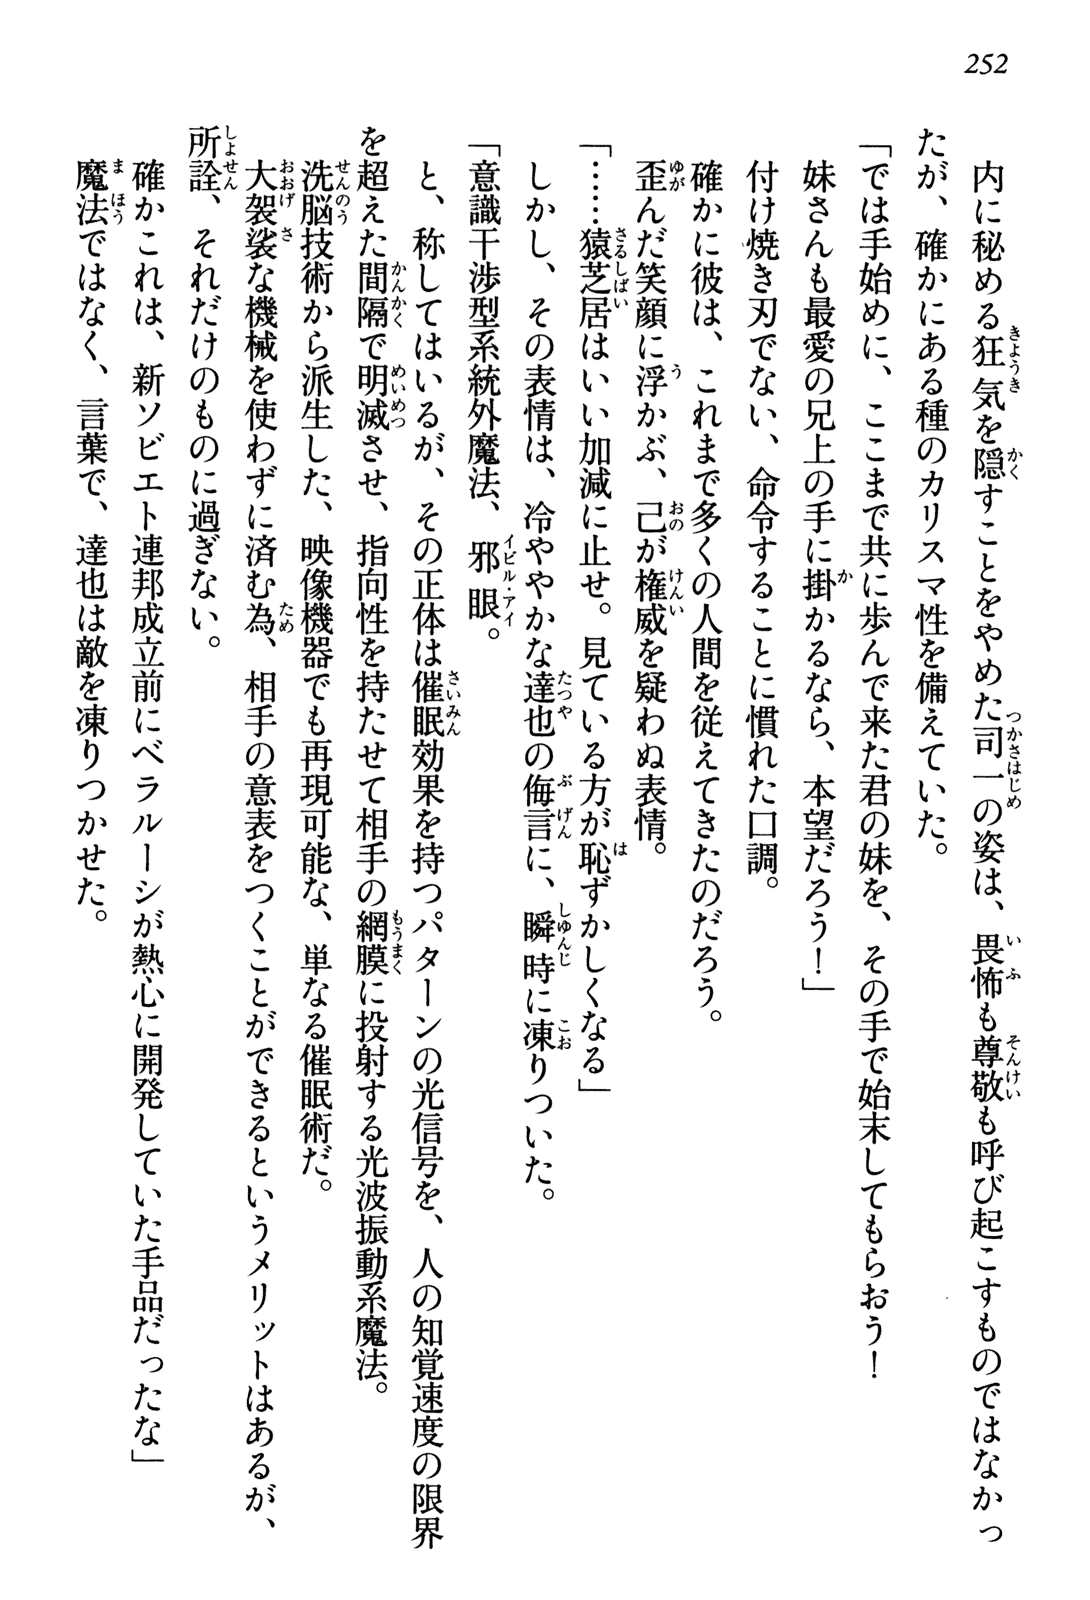 252
内に秘める狂気を隠すことをやめた司一の姿は、畏怖も尊敬も呼び起こすものではなかっ
たが、確かにある種のカリスマ性を備えていた。
「では手始めに、ここまで共に歩んで来た君の妹を、その手で始末してもらおう！
妹さんも最愛の兄上の手に掛かるなら、本望だろう！」
付け焼き刃でない、命令することに慣れた口調。
確かに彼は、これまで多くの人間を従えてきたのだろう。
歪んだ笑顔に浮かぶ、己が権威を疑わぬ表情。
「……猿芝居はいい加減に止せ。見ている方が恥ずかしくなる」
しかし、その表情は、冷ややかな達也の侮言に、瞬時に凍りついた。
「意識干渉型系統外魔法、邪眼。
と、称してはいるが、その正体は催眠効果を持つパターンの光信号を、人の知覚速度の限界
を超えた間隔で明滅させ、指向性を持たせて相手の網膜に投射する光波振動系魔法。
洗脳技術から派生した、映像機器でも再現可能な、単なる催眠術だ。
大袈裟な機械を使わずに済む為、相手の意表をつくことができるというメリットはあるが、
所詮、それだけのものに過ぎない。
確かこれは、新ソビエト連邦成立前にベラルーシが熱心に開発していた手品だったな」
魔法ではなく、言葉で、達也は敵を凍りつかせた。